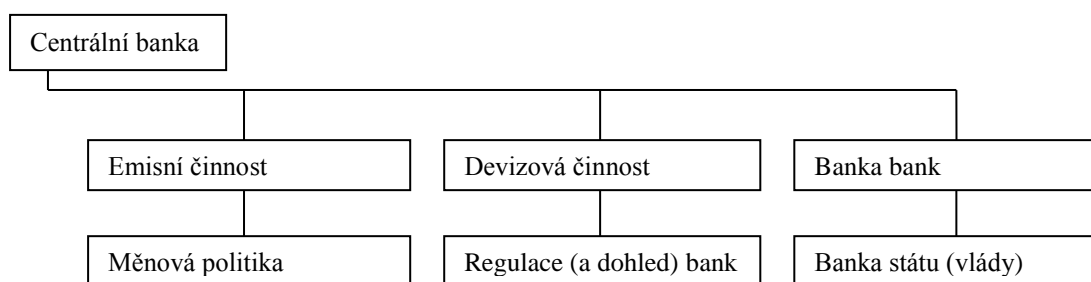 Centrální banka
Emisní činnost
Devizová činnost
Banka bank
Měnová politika
Regulace (a dohled) bank
Banka státu (vlády)